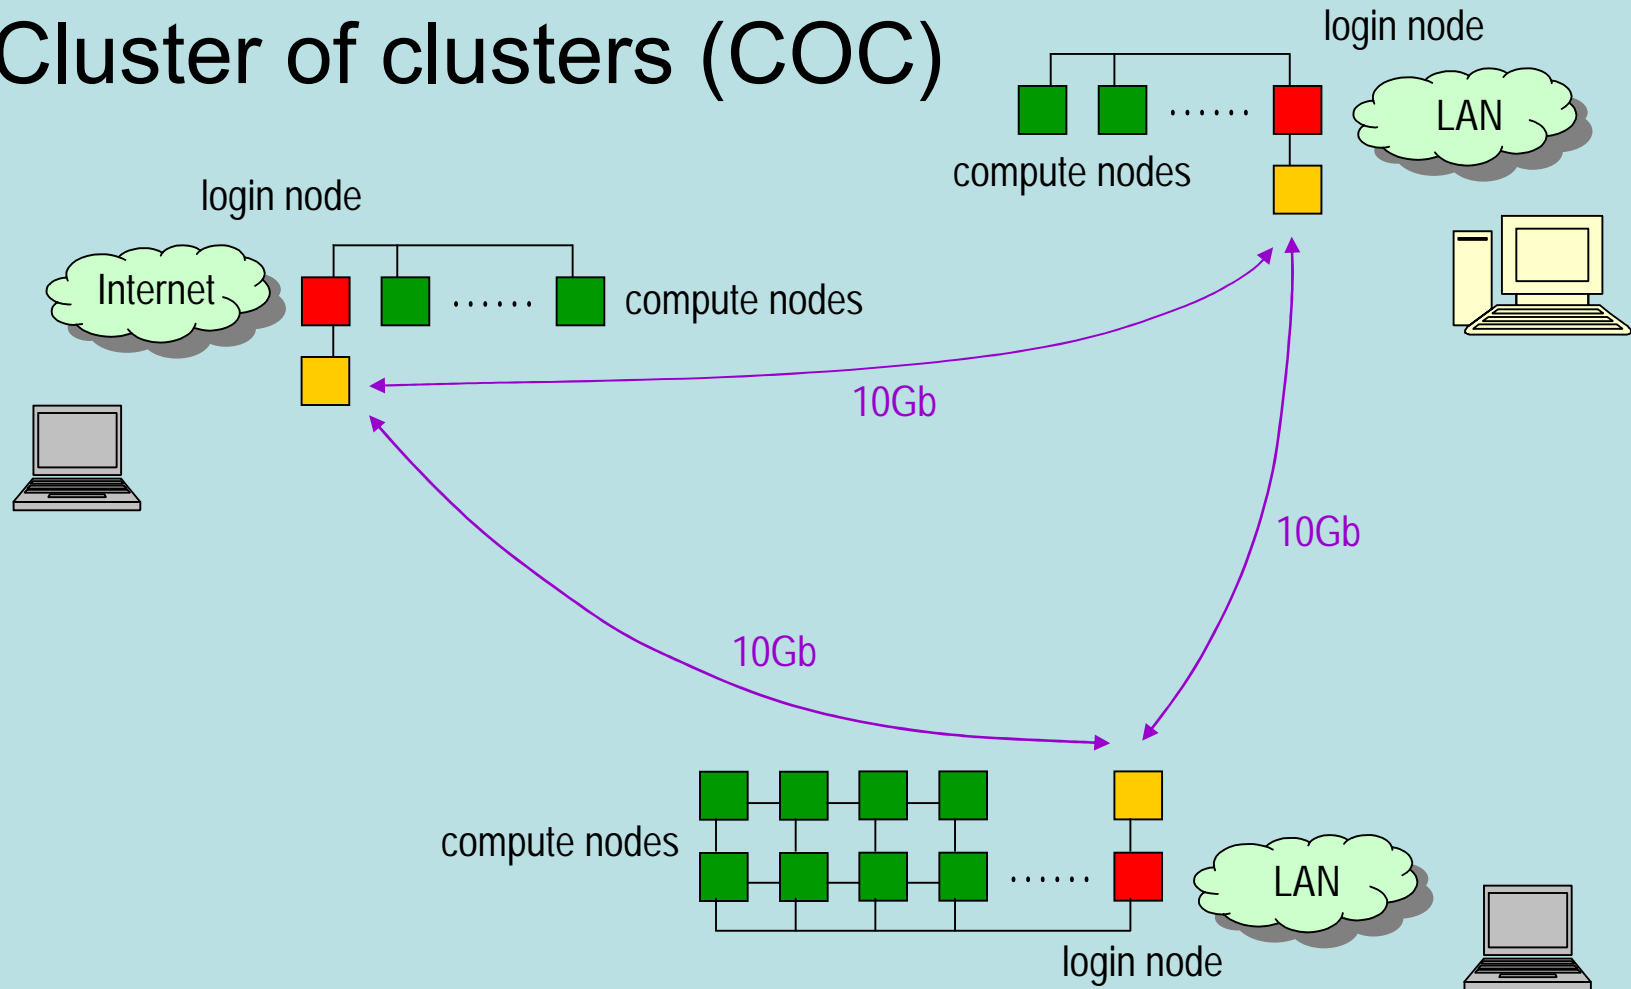 Cluster of clusters (COC)
login node
LAN
......
compute nodes
login node
Internet
......
compute nodes
10Gb
10Gb
10Gb
compute nodes
......
LAN
login node